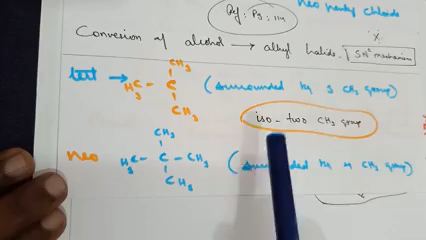 Ref: Pg: 114
neo penty chloride
x
Conversion of alcohol → alkyl halide.
SN² mechanism
tert →
CH₃
H₃C - C
CH₃
(surrounded by 3 CH₃ group)
iso - two CH₃ group
neo
CH₃
H₃C - C - CH₃
CH₃
(surrounded by 4 CH₃ group)